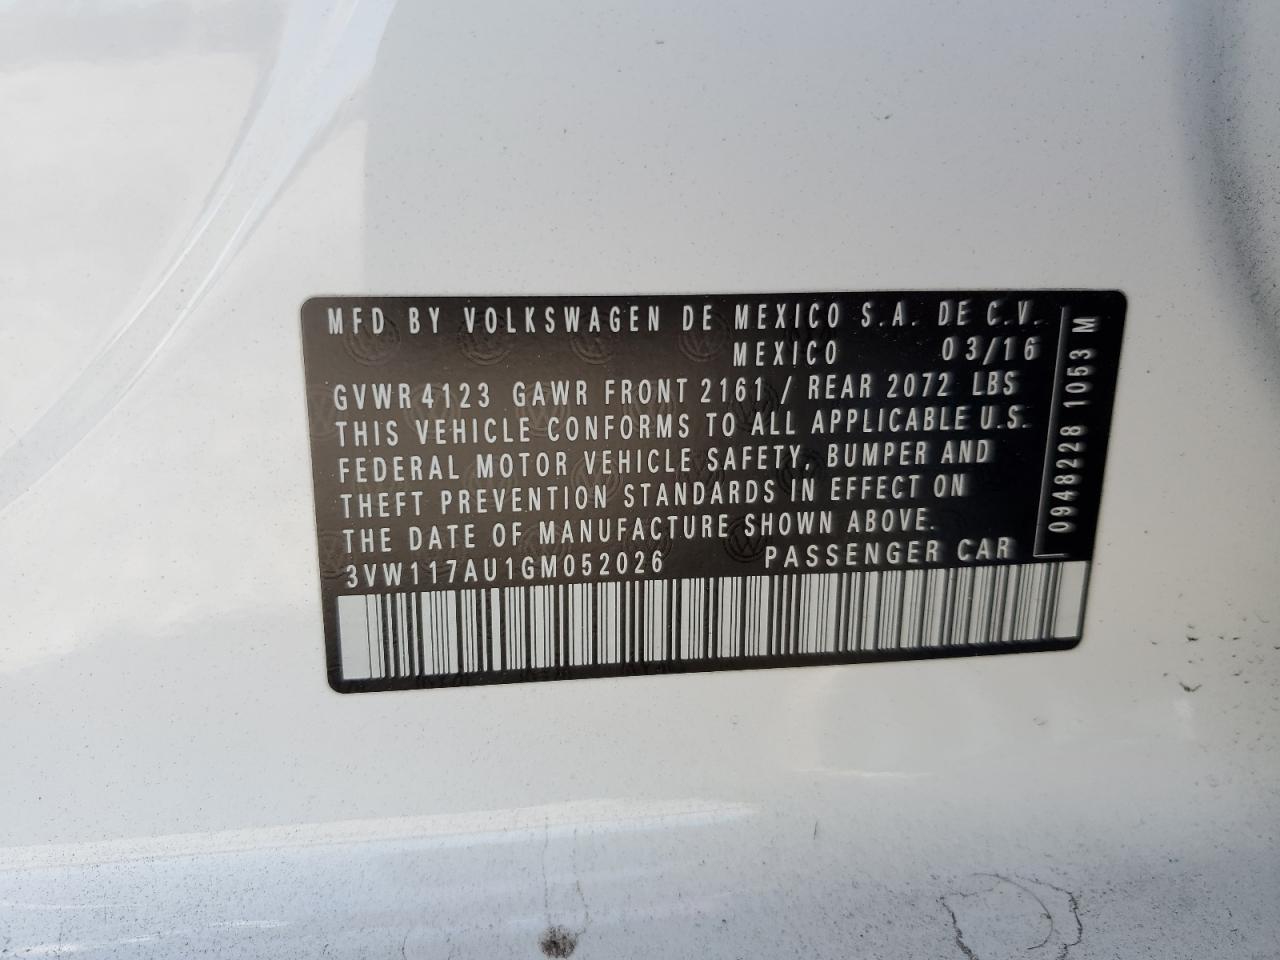 MFD BY VOLKSWAGEN DE MEXICO S.A. DE C.V.
MEXICO 03/16
GVWR 4123 GAWR FRONT 2161 / REAR 2072 LBS
THIS VEHICLE CONFORMS TO ALL APPLICABLE U.S.
FEDERAL MOTOR VEHICLE SAFETY, BUMPER AND
THEFT PREVENTION STANDARDS IN EFFECT ON
THE DATE OF MANUFACTURE SHOWN ABOVE.
3VW117AU1GM052026 PASSENGER CAR
0948228 1053 M